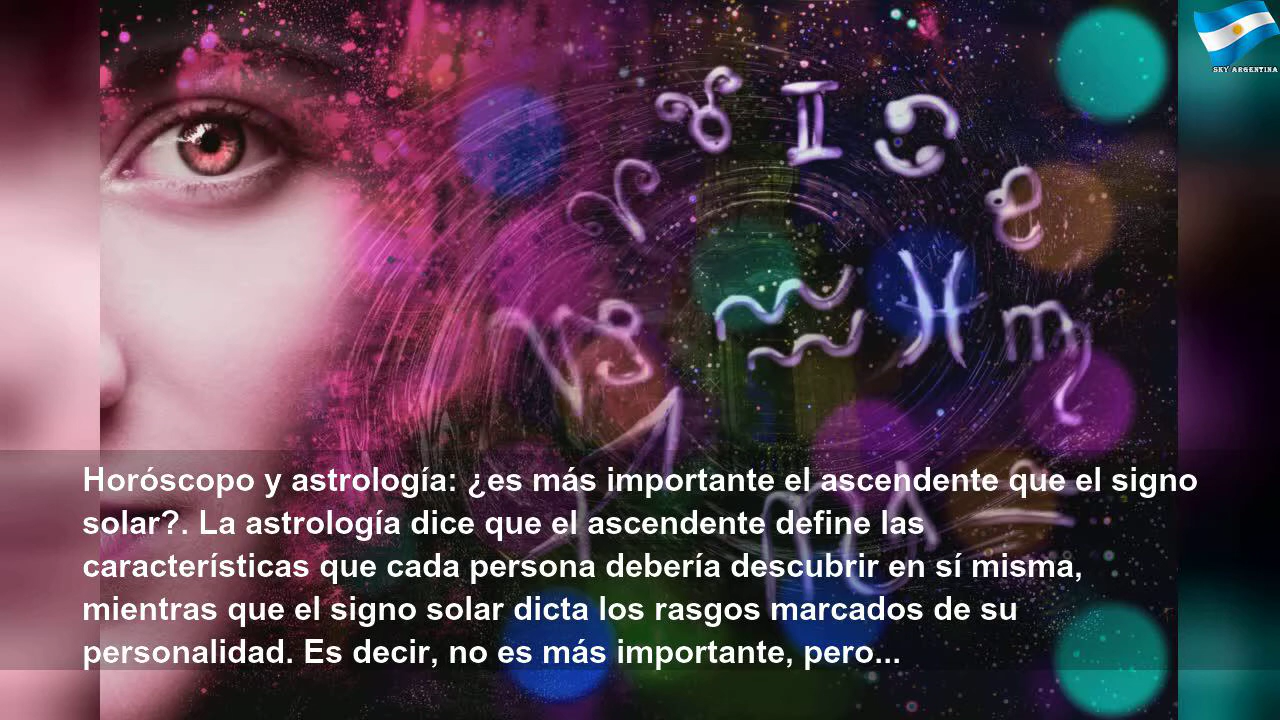 SKY ARGENTINA
Horóscopo y astrología: ¿es más importante el ascendente que el signo
solar?. La astrología dice que el ascendente define las
características que cada persona debería descubrir en sí misma,
mientras que el signo solar dicta los rasgos marcados de su
personalidad. Es decir, no es más importante, pero...